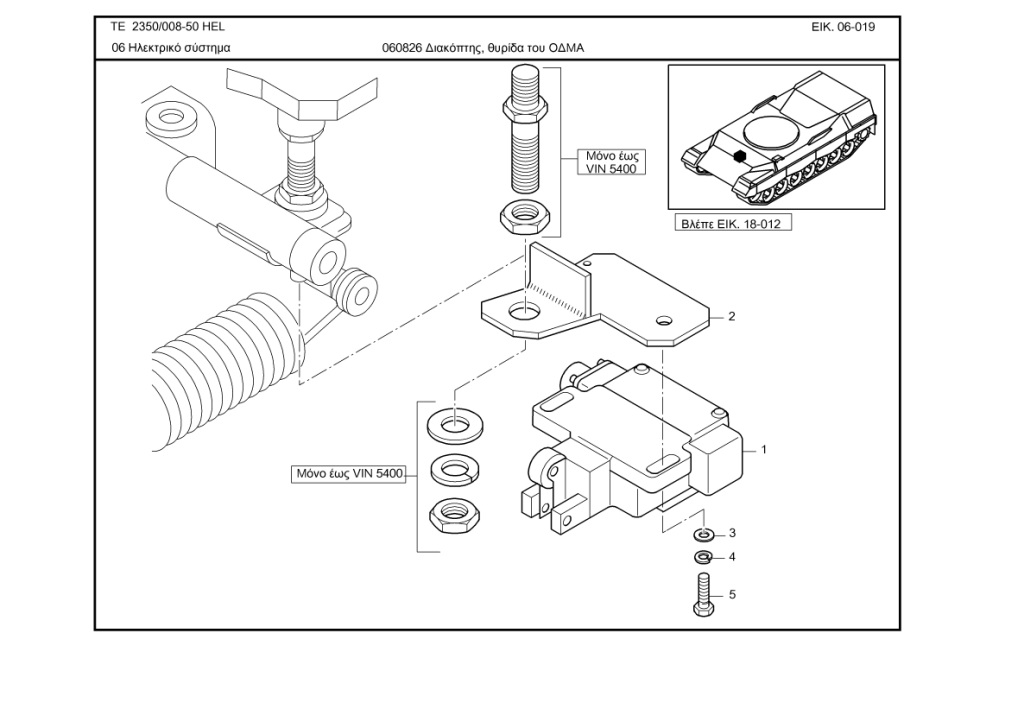 TE 2350/008-50 HEL
ΕΙΚ. 06-019
06 Ηλεκτρικό σύστημα
060826 Διακόπτης, θυρίδα του ΟΔΜΑ
Μόνο έως
VIN 5400
Βλέπε ΕΙΚ. 18-012
2
1
Μόνο έως VIN 5400
3
4
5